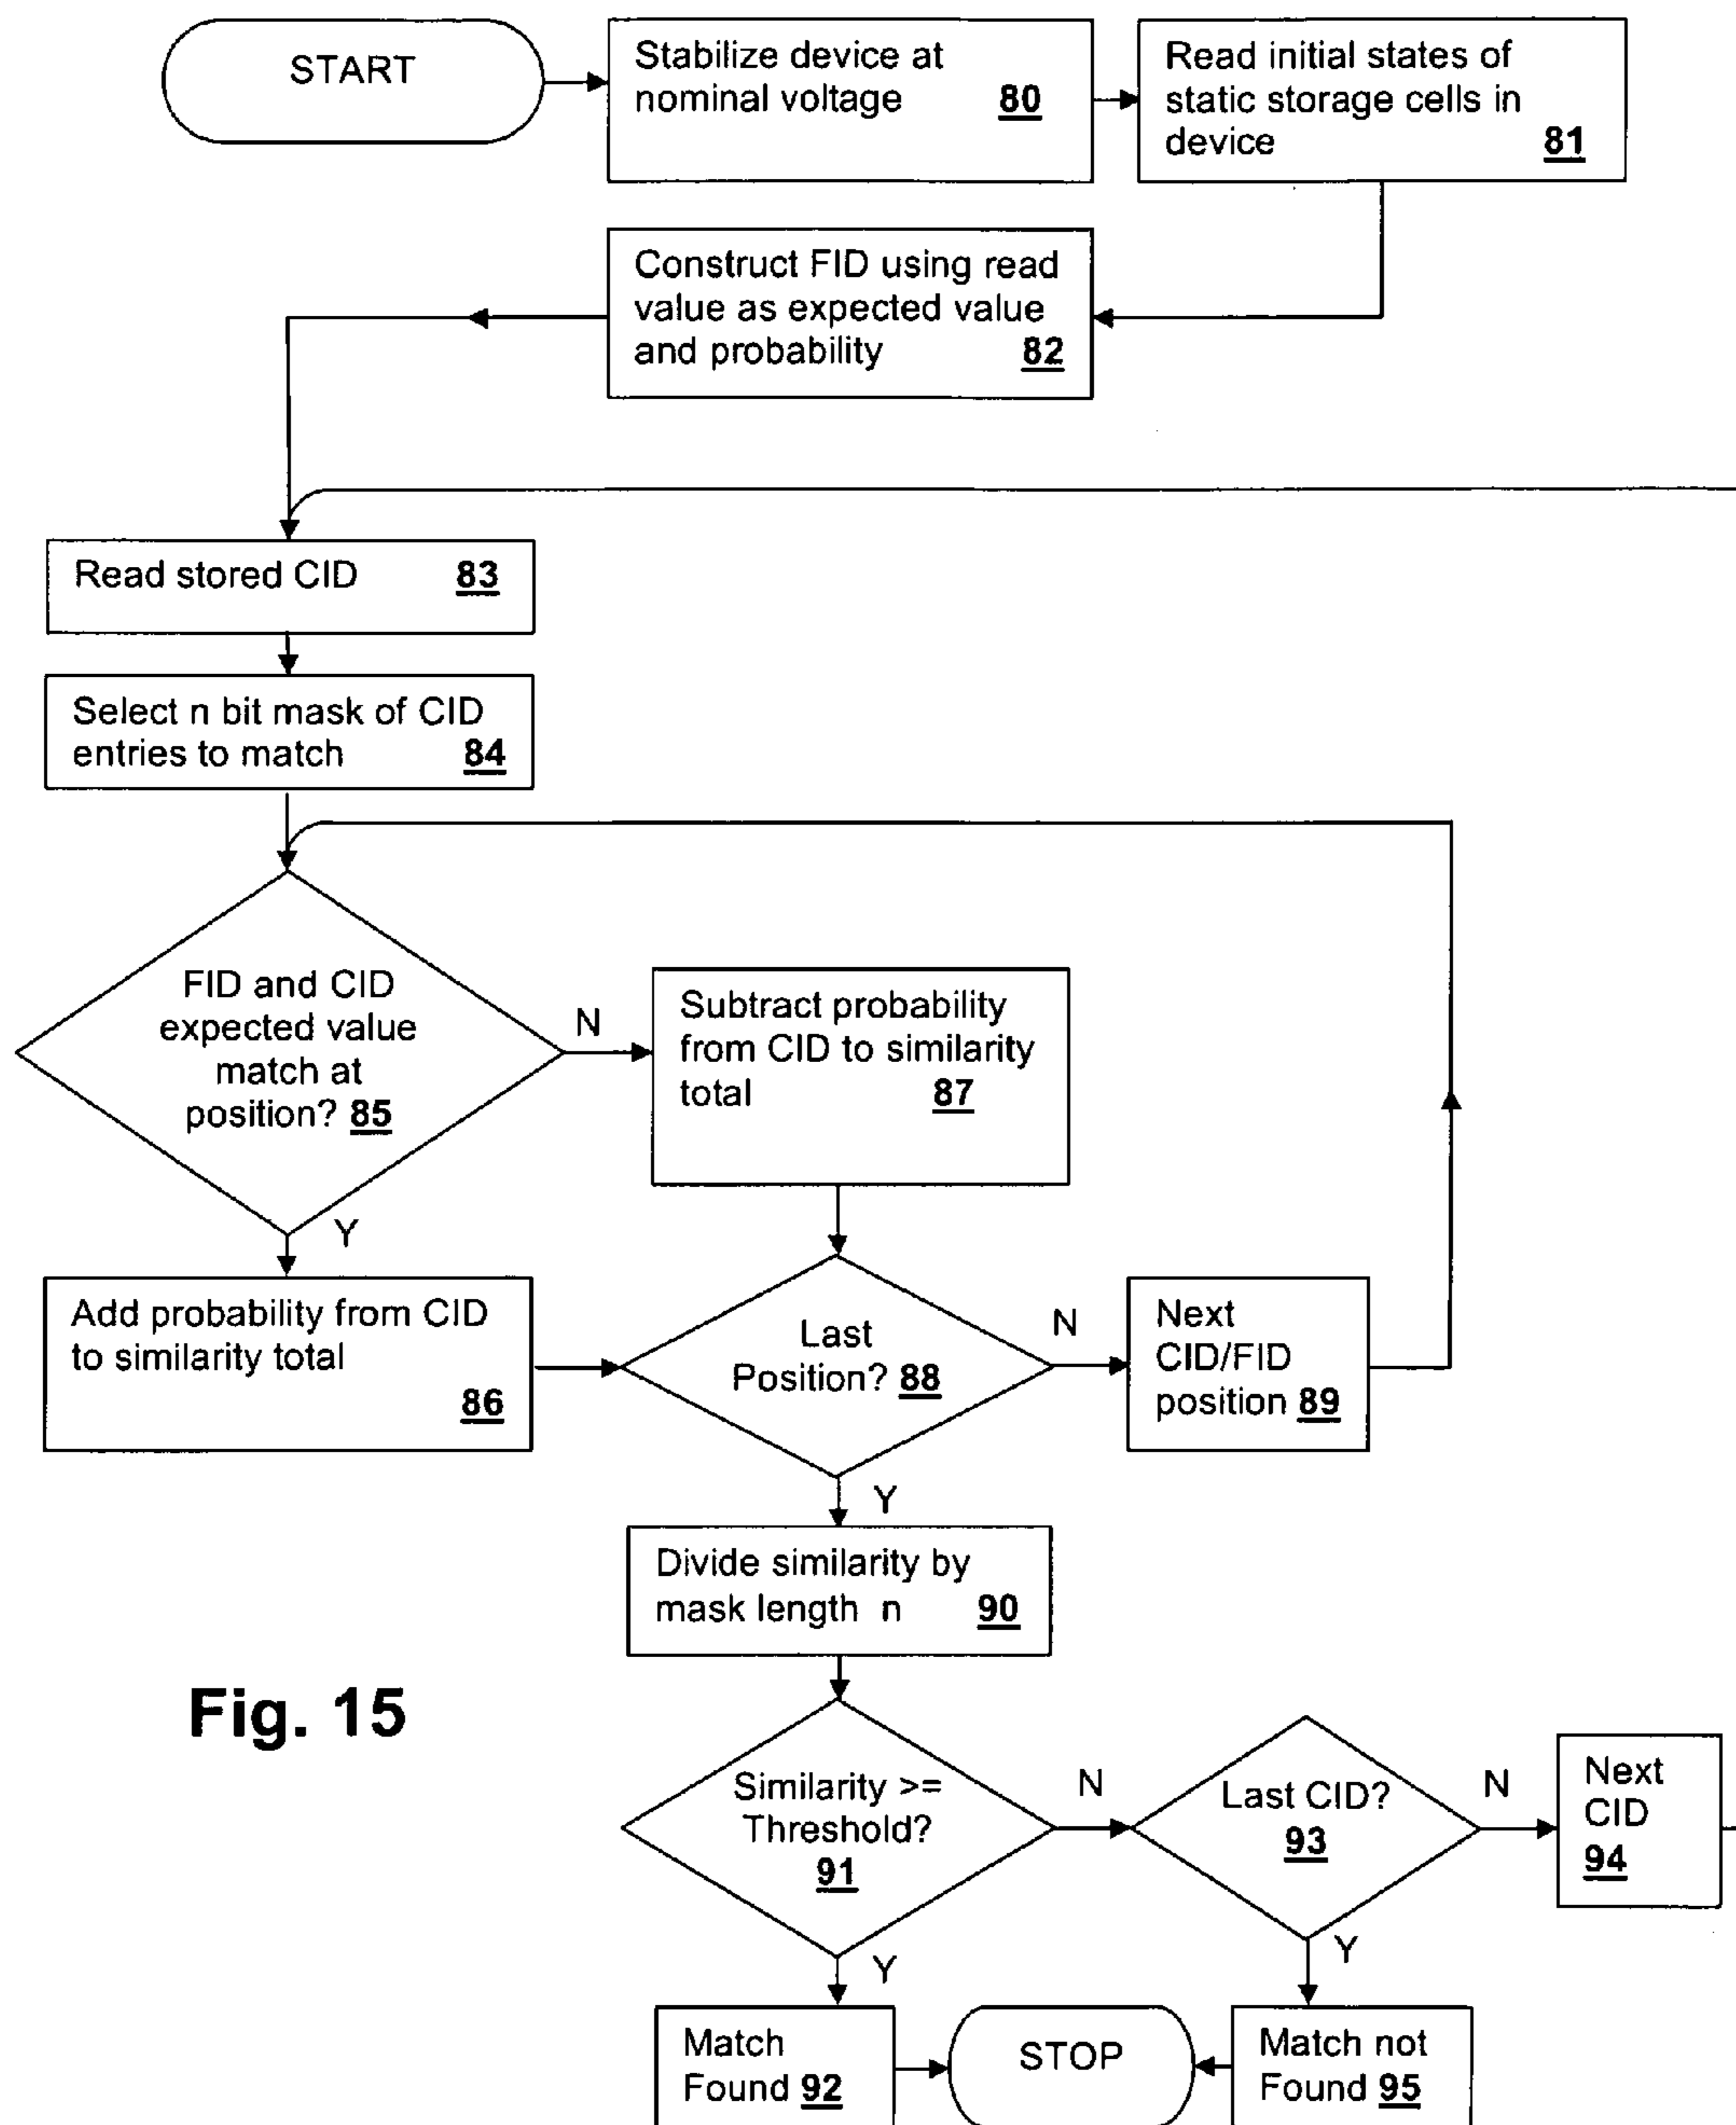 START
Stabilize device at
nominal voltage 80
Read initial states of
static storage cells in
device 81
Construct FID using read
value as expected value
and probability 82
Read stored CID 83
Select n bit mask of CID
entries to match 84
FID and CID
expected value
match at
position? 85
N
Subtract probability
from CID to similarity
total 87
Y
Add probability from CID
to similarity total
86
Last
Position? 88
N
Next
CID/FID
position 89
Y
Divide similarity by
mask length n 90
Fig. 15
Similarity >=
Threshold?
91
N
Last CID?
93
N
Next
CID
94
Y
Y
Match
Found 92
STOP
Match not
Found 95